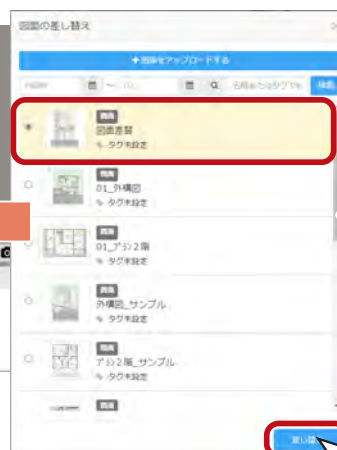 図面の差し替え
+図面をアップロードする
～
図面
図面差替
タグ未設定
図面
01_外構図
タグ未設定
図面
01_プラン2階
タグ未設定
図面
外構図_サンプル
タグ未設定
図面
プラン2階_サンプル
タグ未設定
図面
差し替